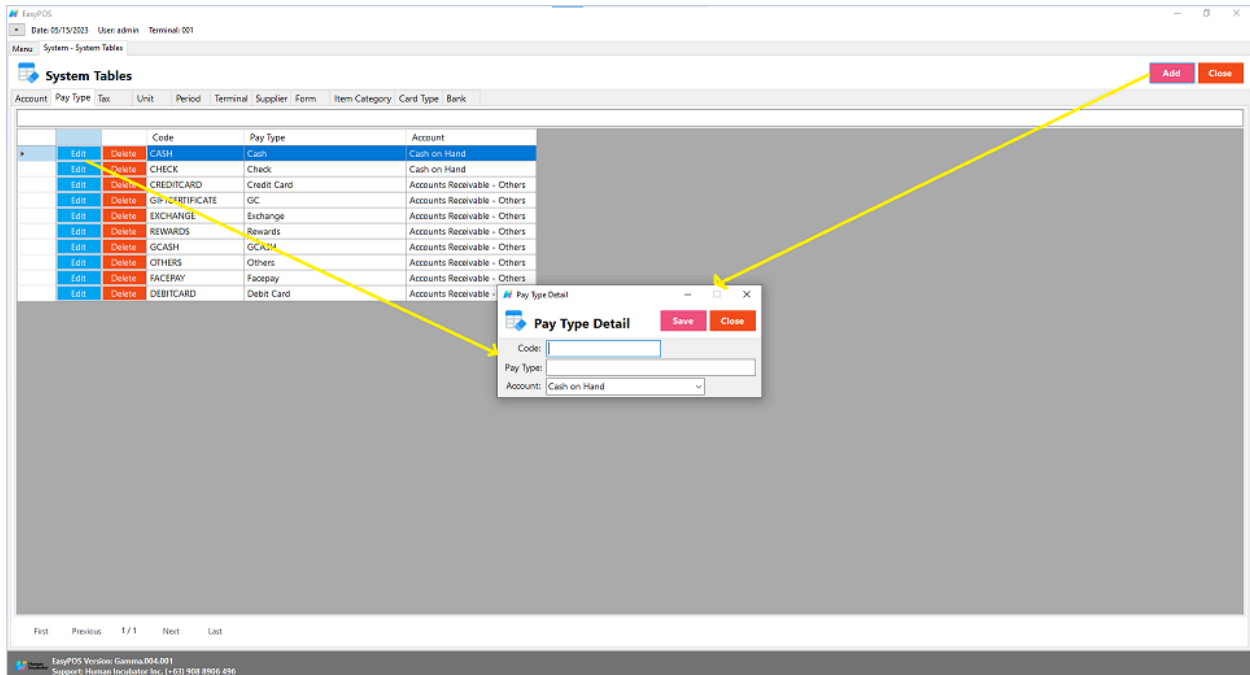 EasyPOS
Date: 05/15/2023 User: admin Terminal: 001
Menu System - System Tables
System Tables
Add Close
Account Pay Type Tax Unit Period Terminal Supplier Form Item Category Card Type Bank
Code Pay Type Account
Edit Delete CASH Cash Cash on Hand
Edit Delete CHECK Check Cash on Hand
Edit Delete CREDITCARD Credit Card Accounts Receivable - Others
Edit Delete GIFTCERTIFICATE GC Accounts Receivable - Others
Edit Delete EXCHANGE Exchange Accounts Receivable - Others
Edit Delete REWARDS Rewards Accounts Receivable - Others
Edit Delete GCASH GCASH Accounts Receivable - Others
Edit Delete OTHERS Others Accounts Receivable - Others
Edit Delete FACEPAY Facepay Accounts Receivable - Others
Edit Delete DEBITCARD Debit Card Accounts Receivable -
Pay Type Detail
Pay Type Detail Save Close
Code:
Pay Type:
Account: Cash on Hand
First Previous 1 / 1 Next Last
EasyPOS Version: Gamma.004.001
Support: Human Incubator Inc. (+63) 908 8906 496